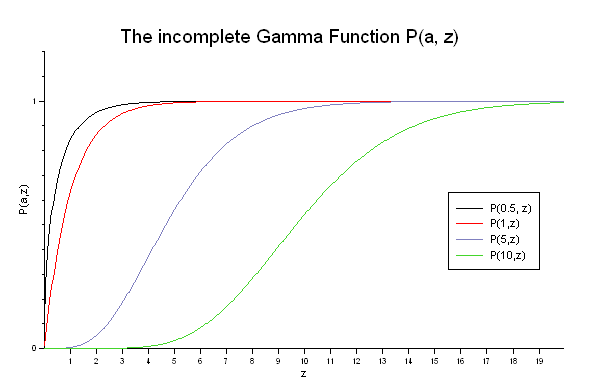 The incomplete Gamma Function P(a, z)
1
P(a,z)
P(0.5, z)
P(1,z)
P(5,z)
P(10,z)
0
1 2 3 4 5 6 7 8 9 10 11 12 13 14 15 16 17 18 19
z